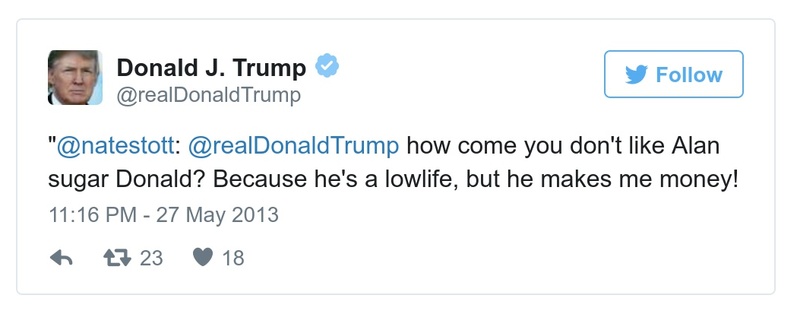 Donald J. Trump
@realDonaldTrump
Follow
"@natestott: @realDonaldTrump how come you don't like Alan
sugar Donald? Because he's a lowlife, but he makes me money!
11:16 PM - 27 May 2013
23 18